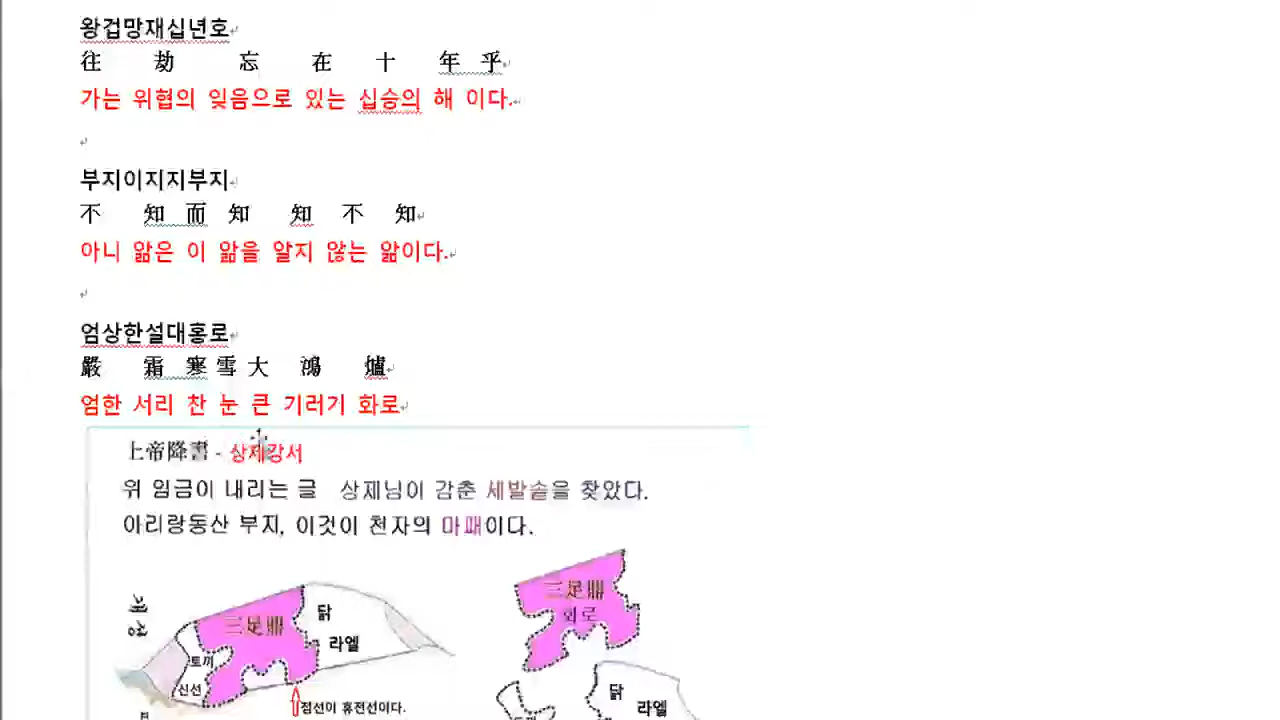 왕겁망재십년호
往 劫 忘 在 十 年 乎
가는 위협의 잊음으로 있는 십승의 해 이다.
부지이지지부지
不 知 而 知 知 不 知
아니 앎은 이 앎을 알지 않는 앎이다.
엄상한설대홍로
嚴 霜 寒 雪 大 鴻 爐
엄한 서리 찬 눈 큰 기러기 화로
上帝降書 - 상제강서
위 임금이 내리는 글 상제님이 감춘 세발솥을 찾았다.
아리랑동산 부지, 이것이 천자의 마패이다.
三足鼎
화로
계성
三足鼎
닭
라엘
토끼
신선
점선이 휴전선이다.
닭
라엘